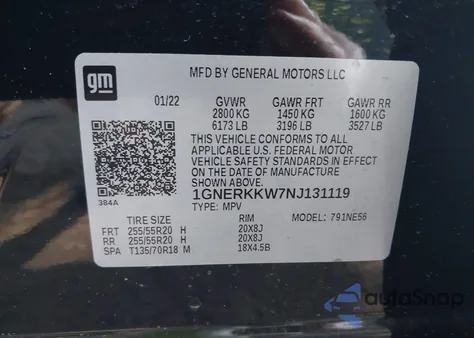 gm
MFD BY GENERAL MOTORS LLC
01/22 GVWR GAWR FRT GAWR RR
2800 KG 1450 KG 1600 KG
6173 LB 3196 LB 3527 LB
THIS VEHICLE CONFORMS TO ALL
APPLICABLE U.S. FEDERAL MOTOR
VEHICLE SAFETY STANDARDS IN EFFECT
ON THE DATE OF MANUFACTURE
SHOWN ABOVE.
384A
1GNERKKW7NJ131119
TYPE: MPV
TIRE SIZE RIM MODEL: 791NE56
FRT 255/55R20 H 20X8J
RR 255/55R20 H 20X8J
SPA T135/70R18 M 18X4.5B
autoSnap